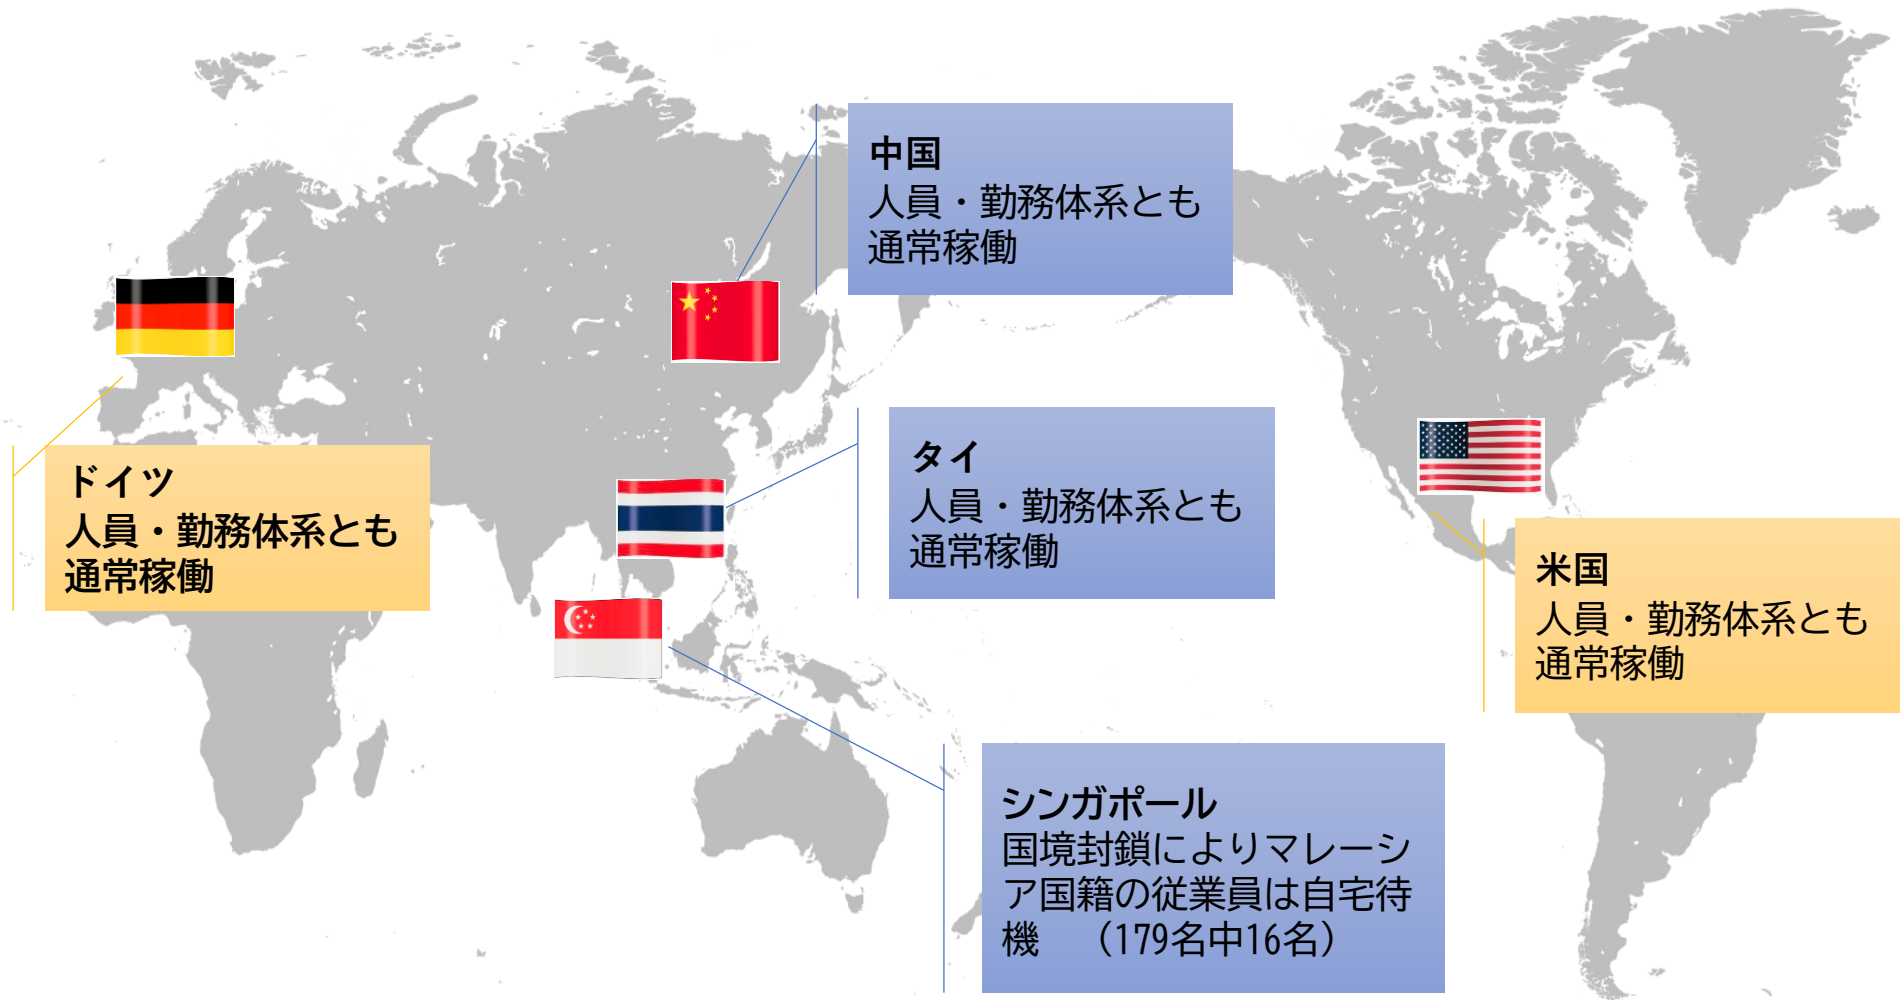 中国
人員・勤務体系とも
通常稼働
ドイツ
人員・勤務体系とも
通常稼働
タイ
人員・勤務体系とも
通常稼働
米国
人員・勤務体系とも
通常稼働
シンガポール
国境封鎖によりマレーシ
ア国籍の従業員は自宅待
機　（179名中16名）